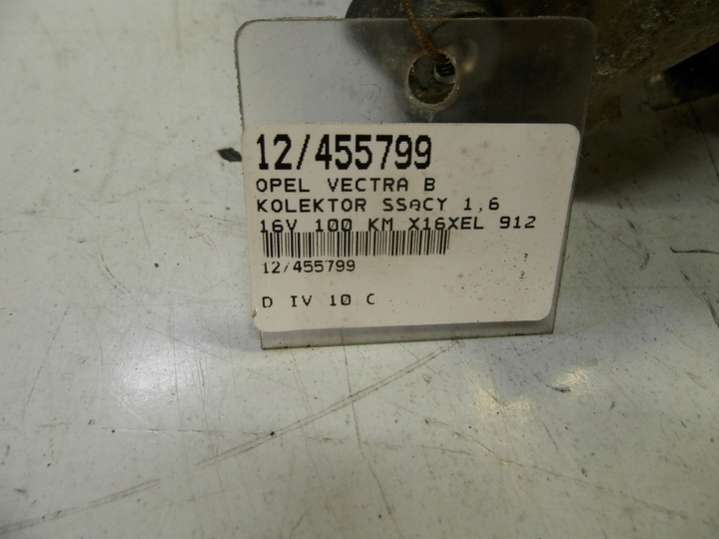 12/455799
OPEL VECTRA B
KOLEKTOR SSACY 1,6
16V 100 KM X16XEL 912
12/455799
D IV 10 C